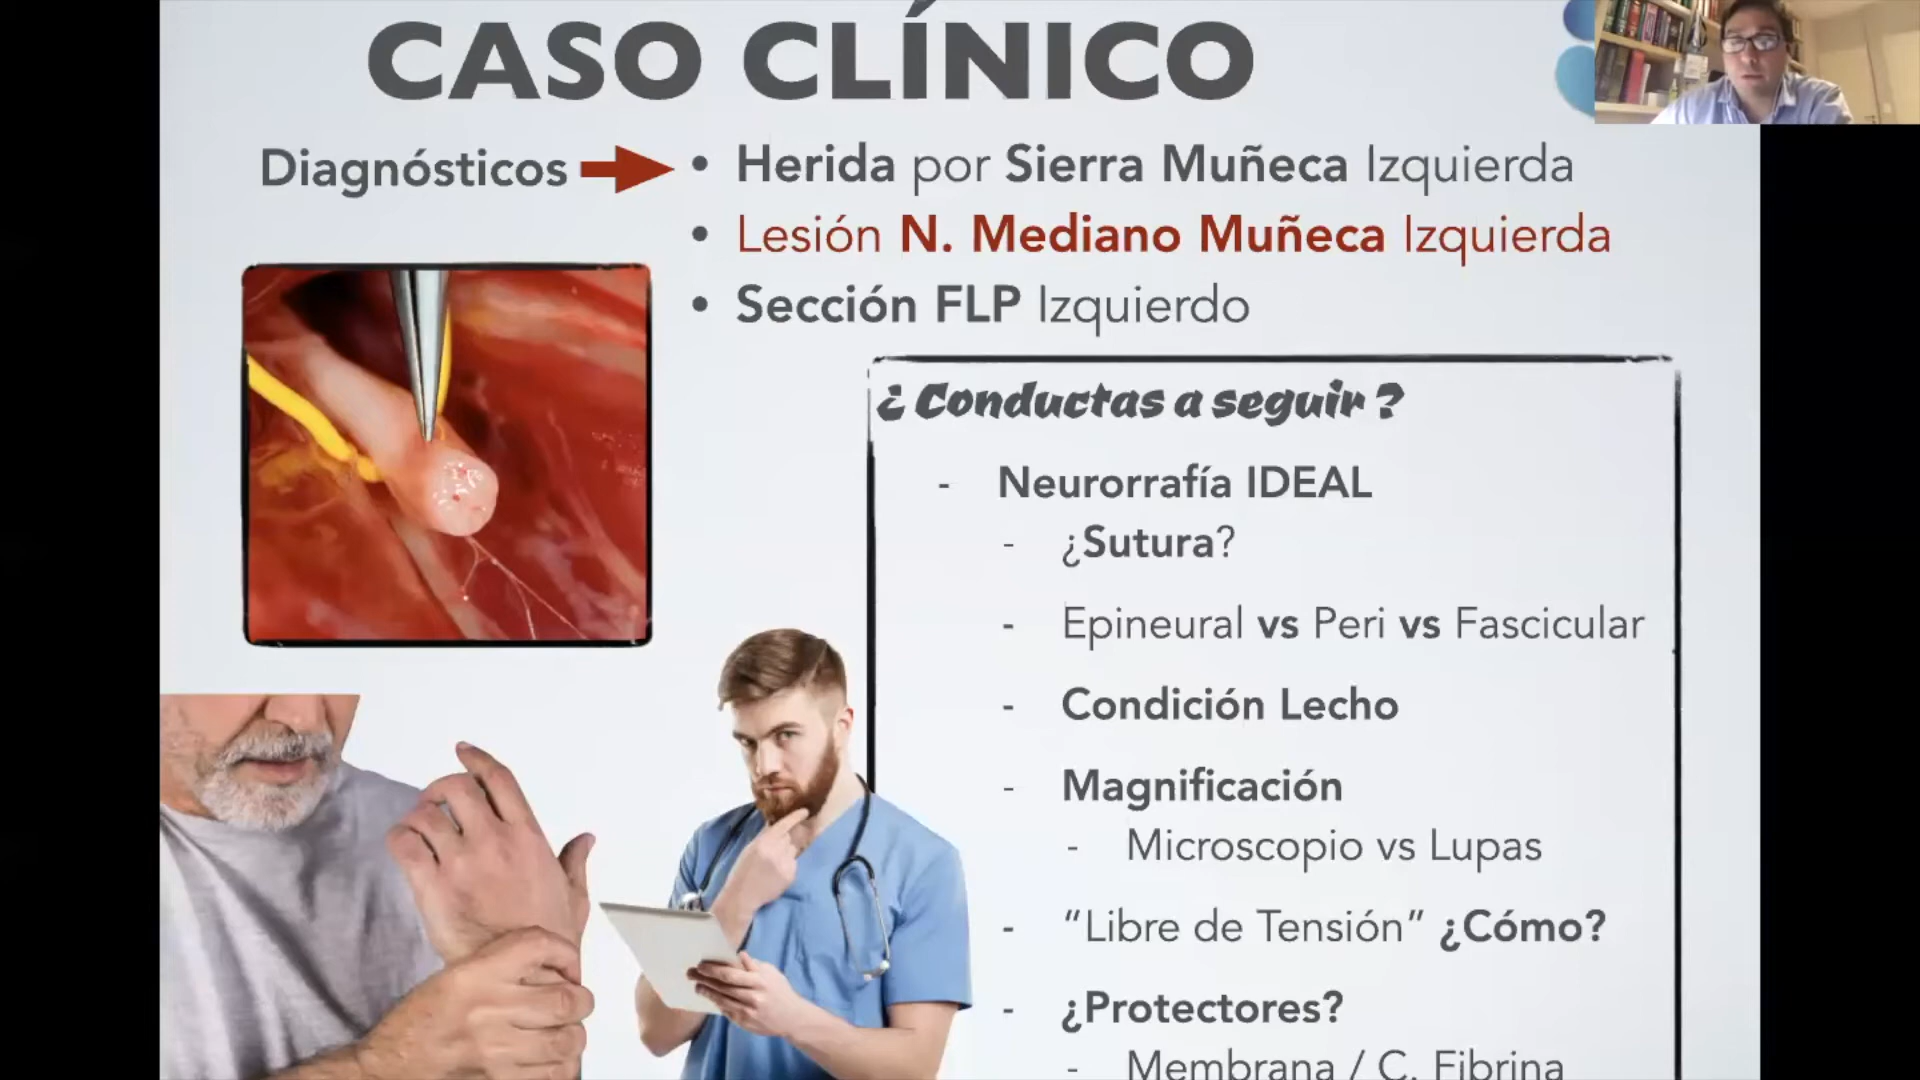 CASO CLÍNICO
Diagnósticos
• Herida por Sierra Muñeca Izquierda
• Lesión N. Mediano Muñeca Izquierda
• Sección FLP Izquierdo
¿Conductas a seguir?
- Neurorrafía IDEAL
- ¿Sutura?
- Epineural vs Peri vs Fascicular
- Condición Lecho
- Magnificación
- Microscopio vs Lupas
- “Libre de Tensión” ¿Cómo?
- ¿Protectores?
- Membrana / C. Fibrina